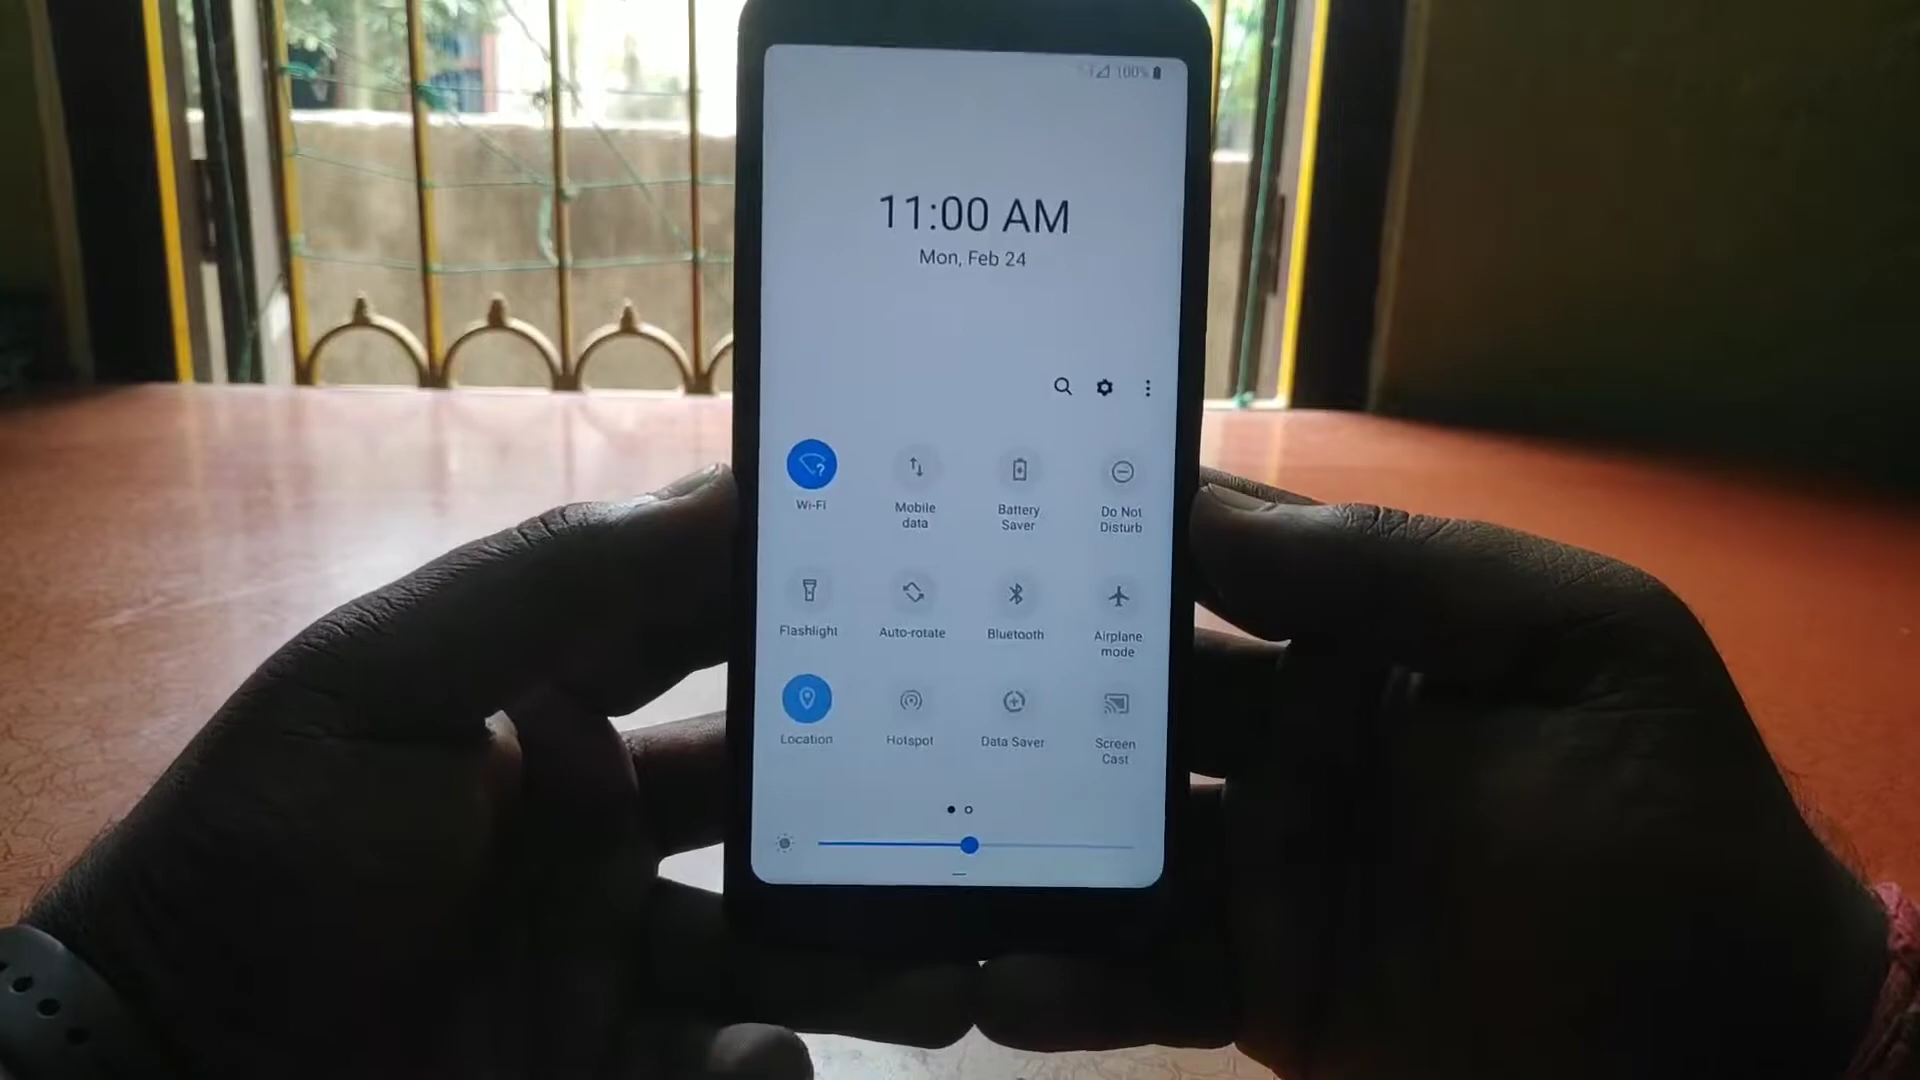 100%
11:00 AM
Mon, Feb 24
Wi-Fi
Mobile
data
Battery
Saver
Do Not
Disturb
Flashlight
Auto-rotate
Bluetooth
Airplane
mode
Location
Hotspot
Data Saver
Screen
Cast